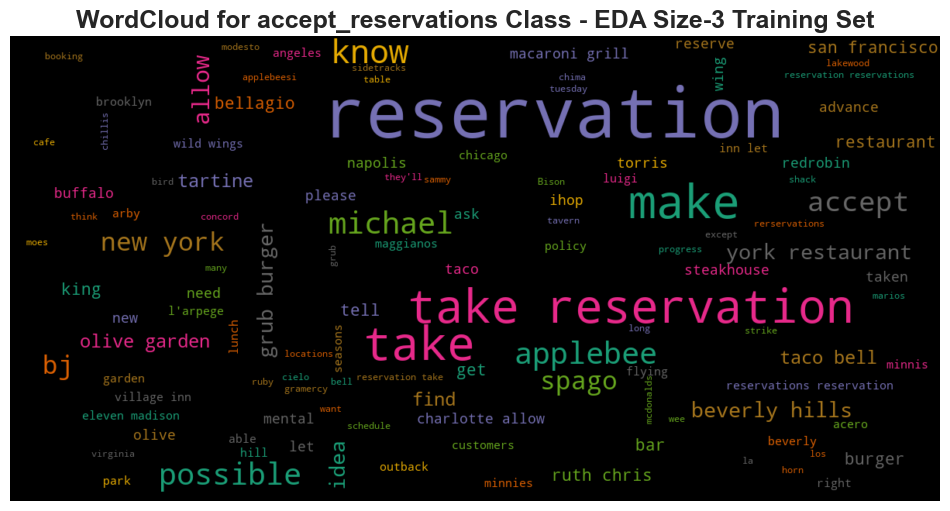 WordCloud for accept_reservations Class - EDA Size-3 Training Set
booking
modesto
angeles
know
macaroni grill
reserve
san francisco
applebeesi
sidetracks
table
chima
tuesday
wing
lakewood
reservation reservations
allow
bellagio
brooklyn
chillis
reservation
advance
cafe
wild wings
napolis
chicago
inn let
restaurant
torris
redrobin
bird
tartine
they'll
sammy
Bison
luigi
shack
buffalo
please
ihop
make
accept
think
arby
concord
michael
ask
tavern
rerservations
moes
new york
grub burger
grub
maggianos
policy
except
progress
york restaurant
many
taco
steakhouse
taken
king
need
l'arpege
tell
take reservation
marios
new
lunch
seasons
long
strike
olive garden
take
locations
applebee
taco bell
minnis
bj
get
flying
garden
ruby
cielo
bell
reservation take
spago
mcdonalds
reservations reservation
village inn
gramercy
find
eleven madison
want
mental
charlotte allow
wee
beverly hills
acero
olive
schedule
able
hill
let
idea
customers
bar
beverly
los
virginia
la
burger
park
possible
outback
minnies
ruth chris
horn
right